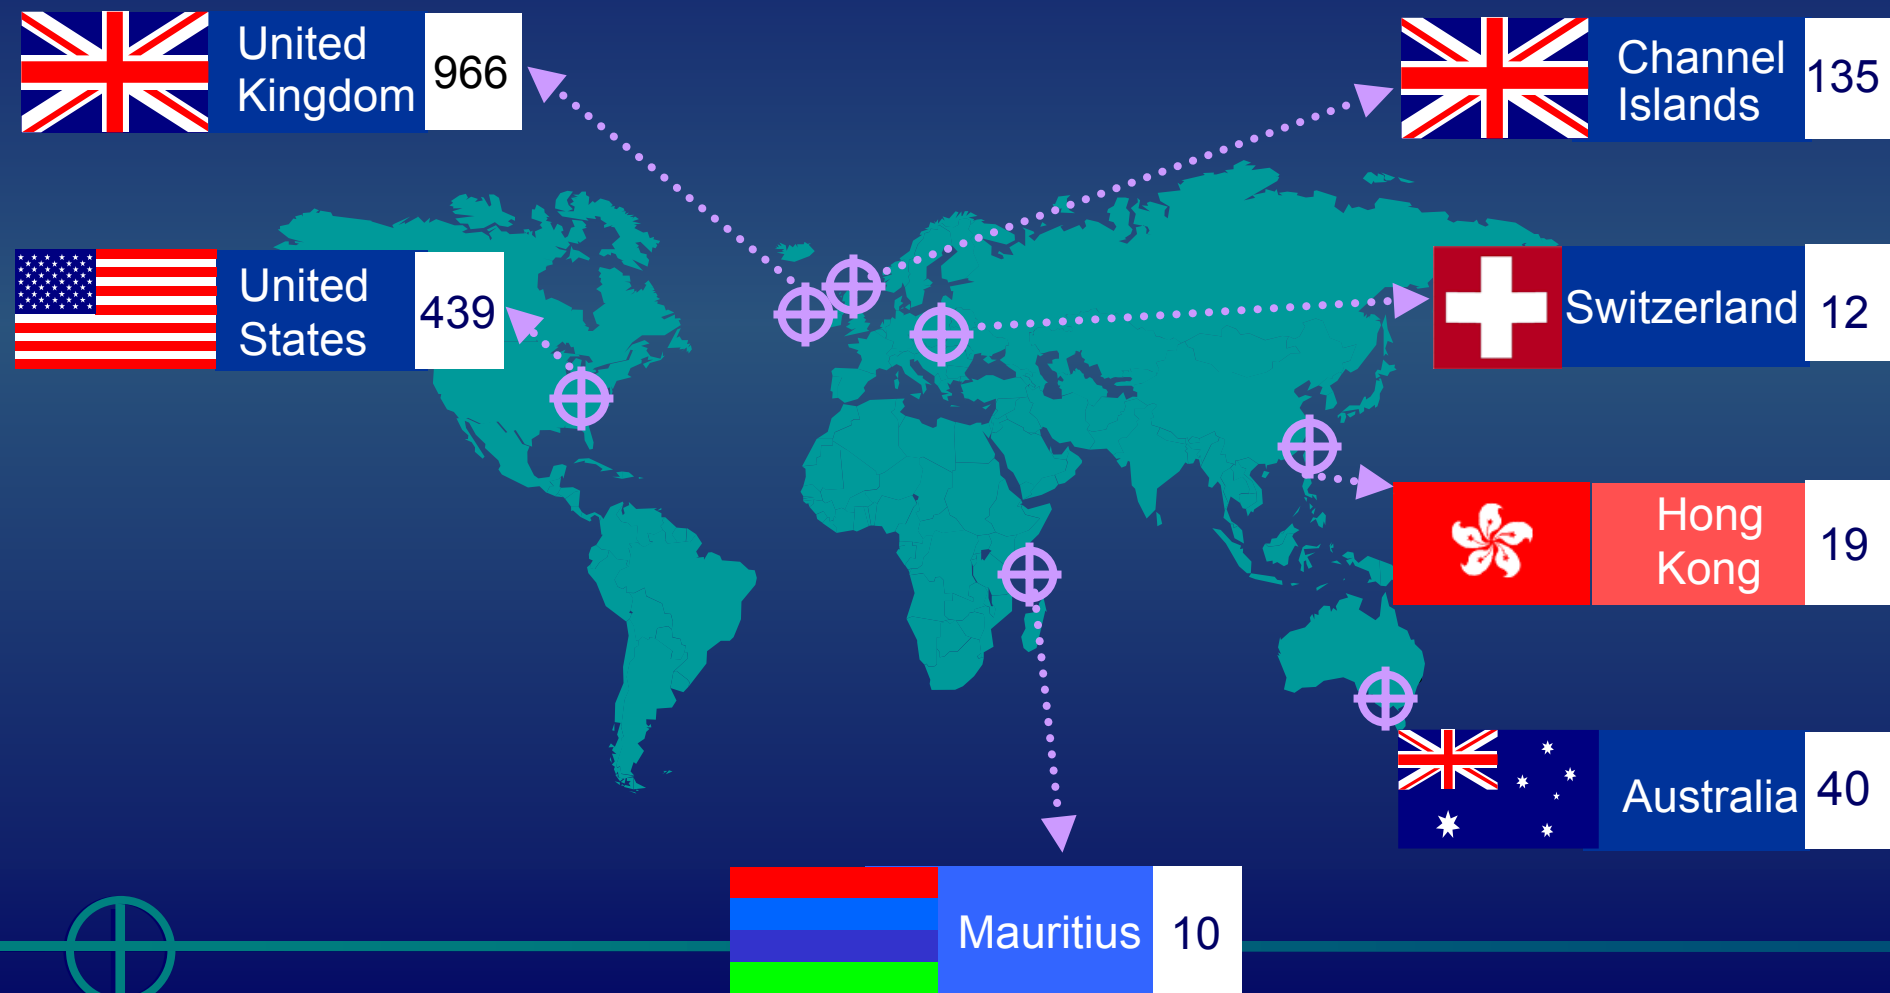 United
Kingdom
966
Channel
Islands
135
United
States
439
Switzerland
12
Hong
Kong
19
Australia
40
Mauritius
10